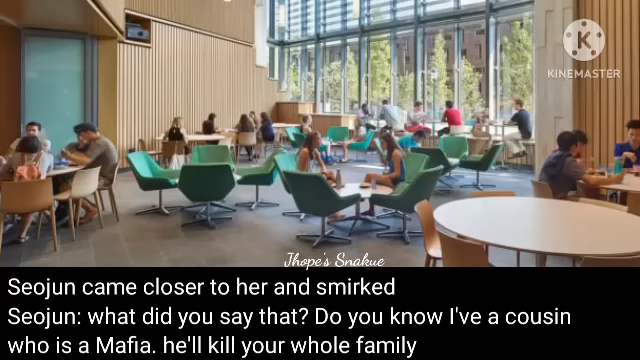 KINEMASTER
Jhope's Snakue
Seojun came closer to her and smirked
Seojun: what did you say that? Do you know I've a cousin
who is a Mafia. he'll kill your whole family